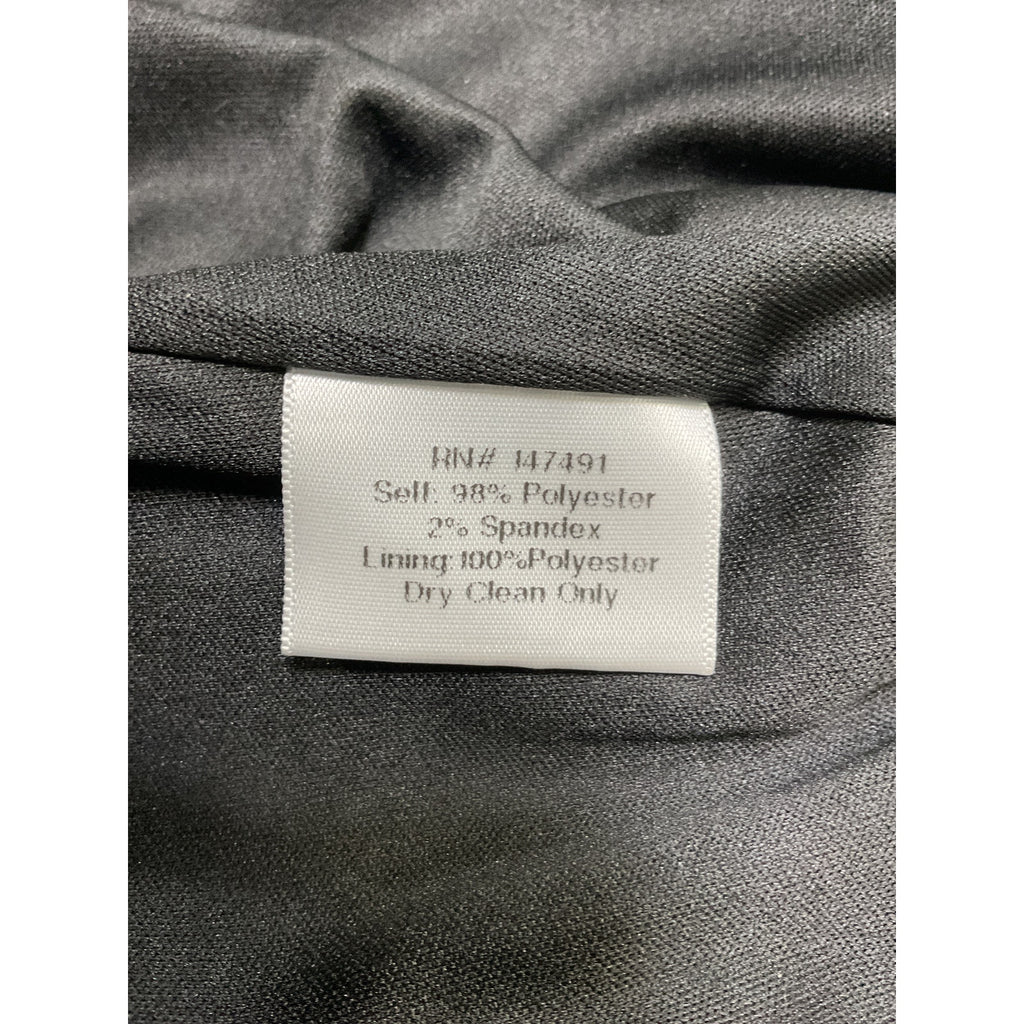 RN# 147491
Self: 98% Polyester
2% Spandex
Lining:100%Polyester
Dry Clean Only